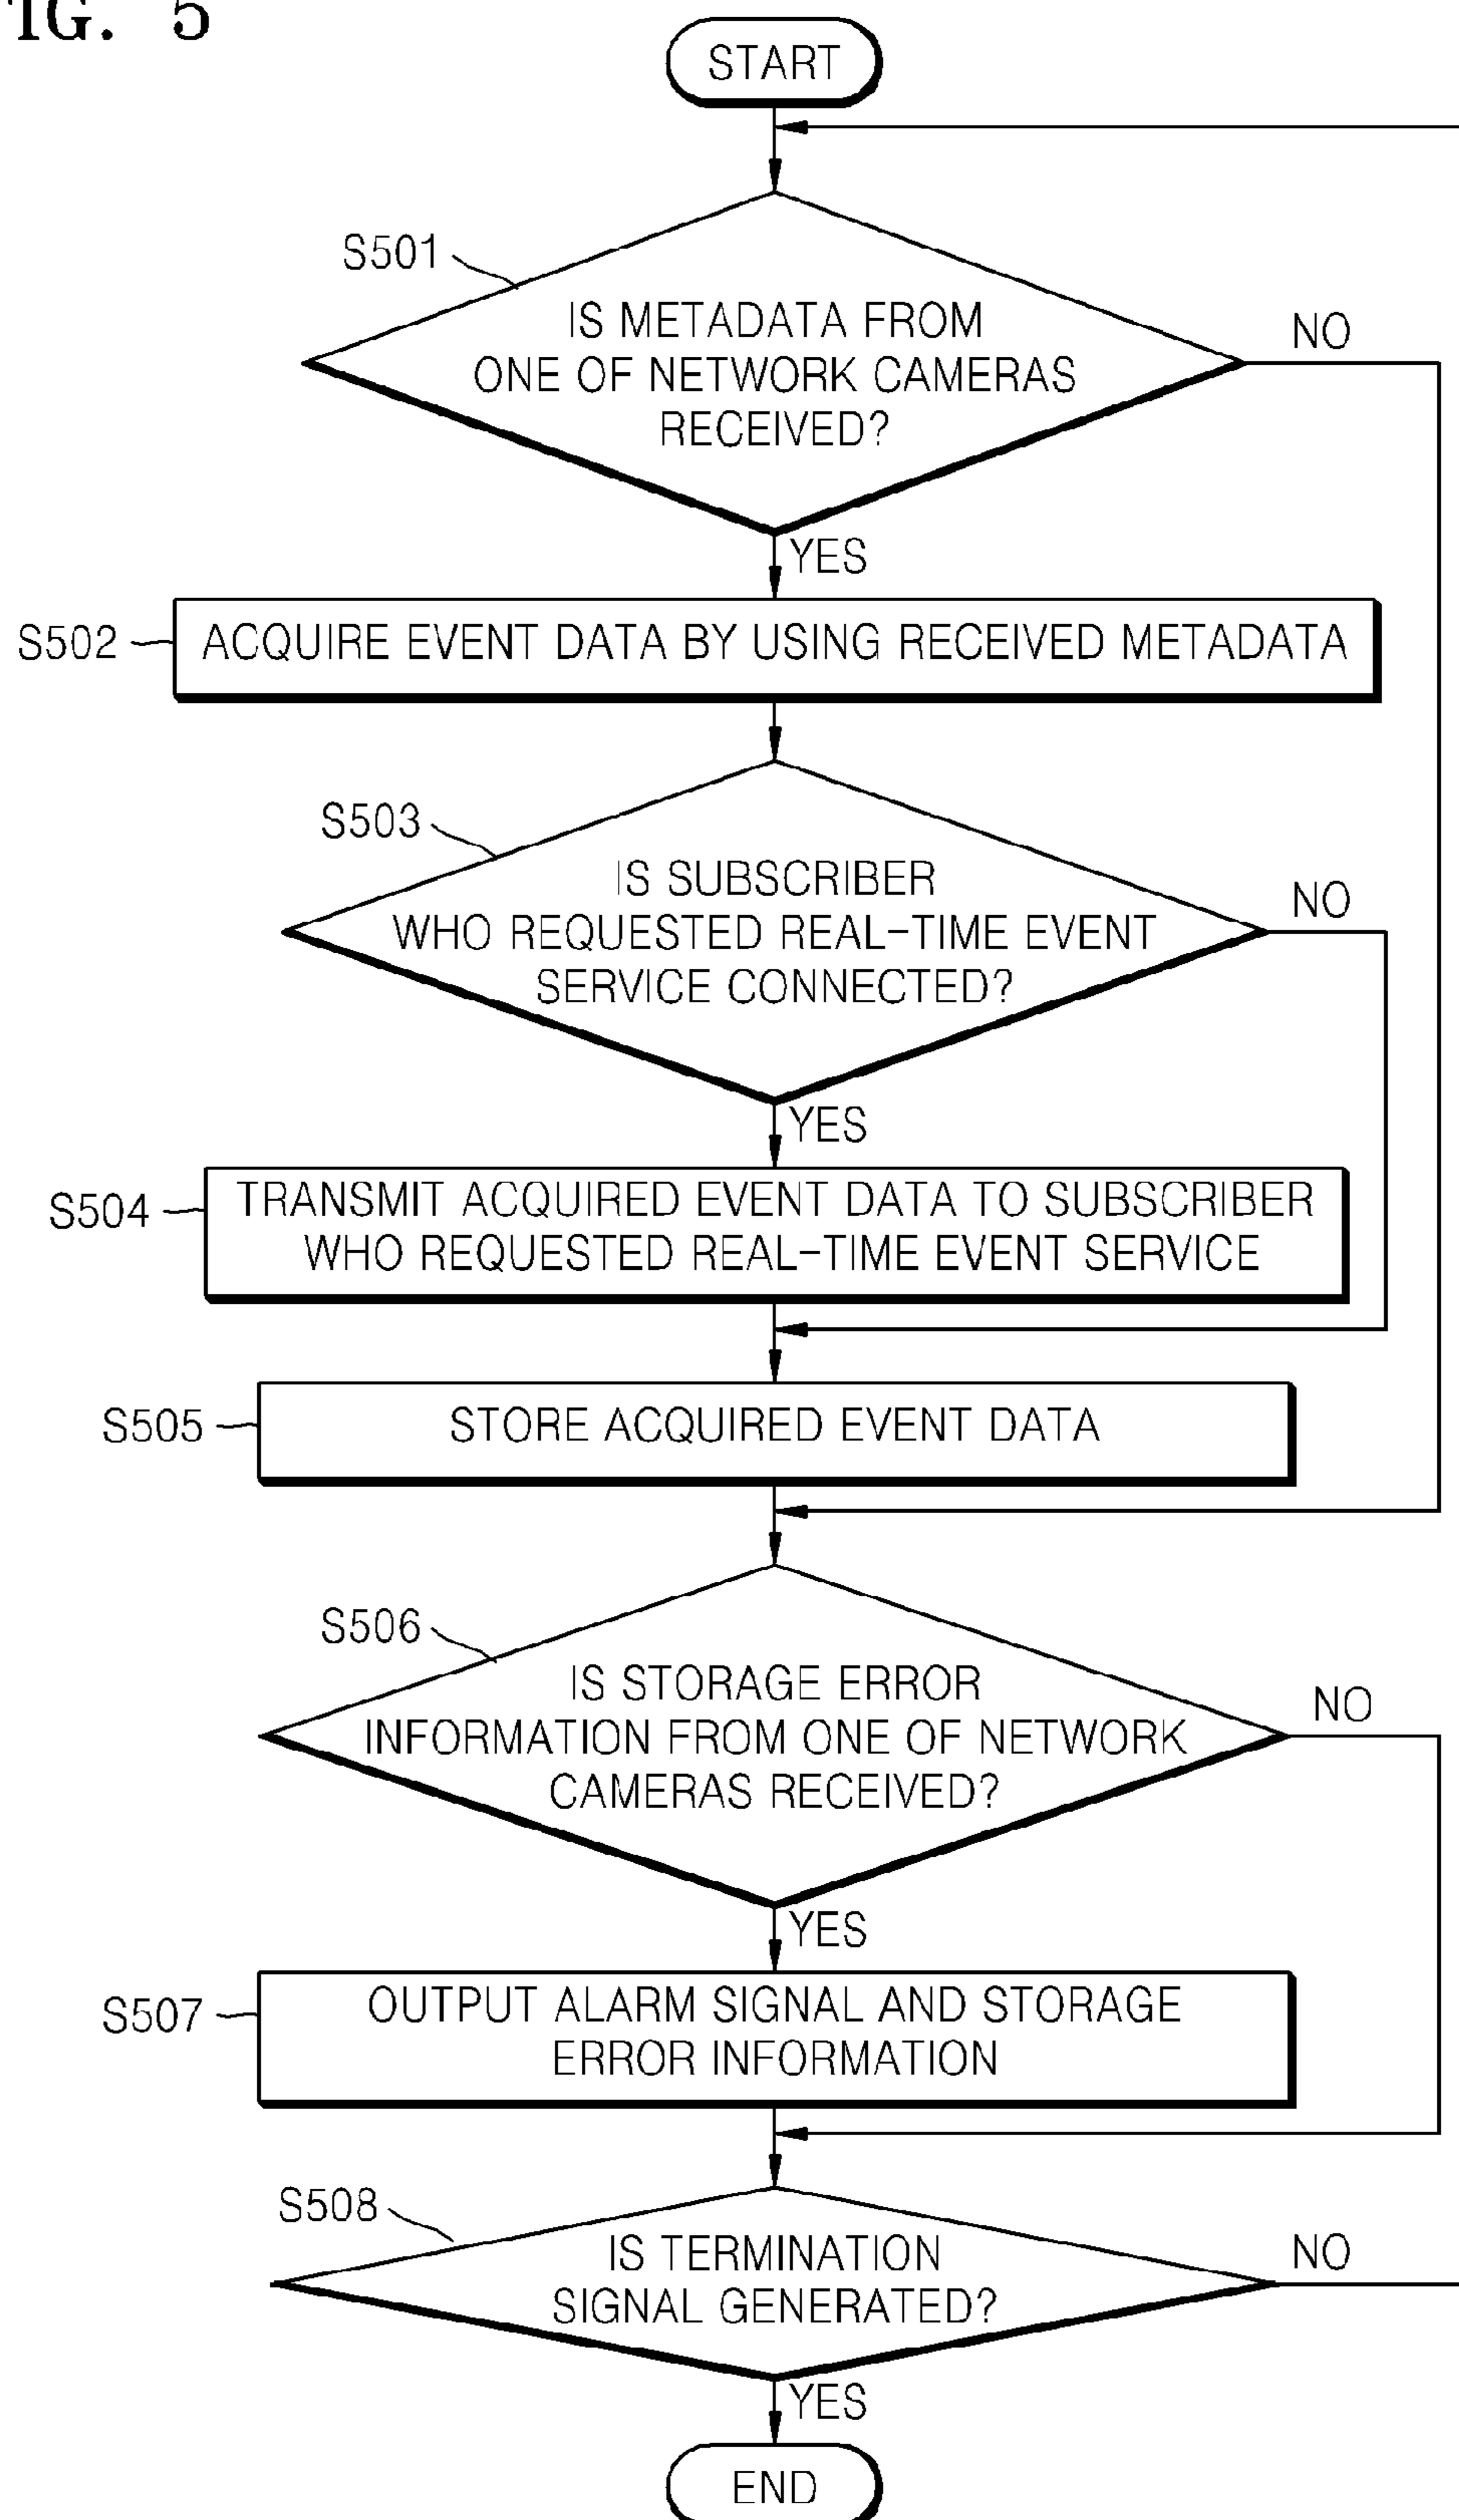 IG. 5
START
S501
IS METADATA FROM
ONE OF NETWORK CAMERAS
RECEIVED?
NO
YES
S502
ACQUIRE EVENT DATA BY USING RECEIVED METADATA
S503
IS SUBSCRIBER
WHO REQUESTED REAL-TIME EVENT
SERVICE CONNECTED?
NO
YES
S504
TRANSMIT ACQUIRED EVENT DATA TO SUBSCRIBER
WHO REQUESTED REAL-TIME EVENT SERVICE
S505
STORE ACQUIRED EVENT DATA
S506
IS STORAGE ERROR
INFORMATION FROM ONE OF NETWORK
CAMERAS RECEIVED?
NO
YES
S507
OUTPUT ALARM SIGNAL AND STORAGE
ERROR INFORMATION
S508
IS TERMINATION
SIGNAL GENERATED?
NO
YES
END